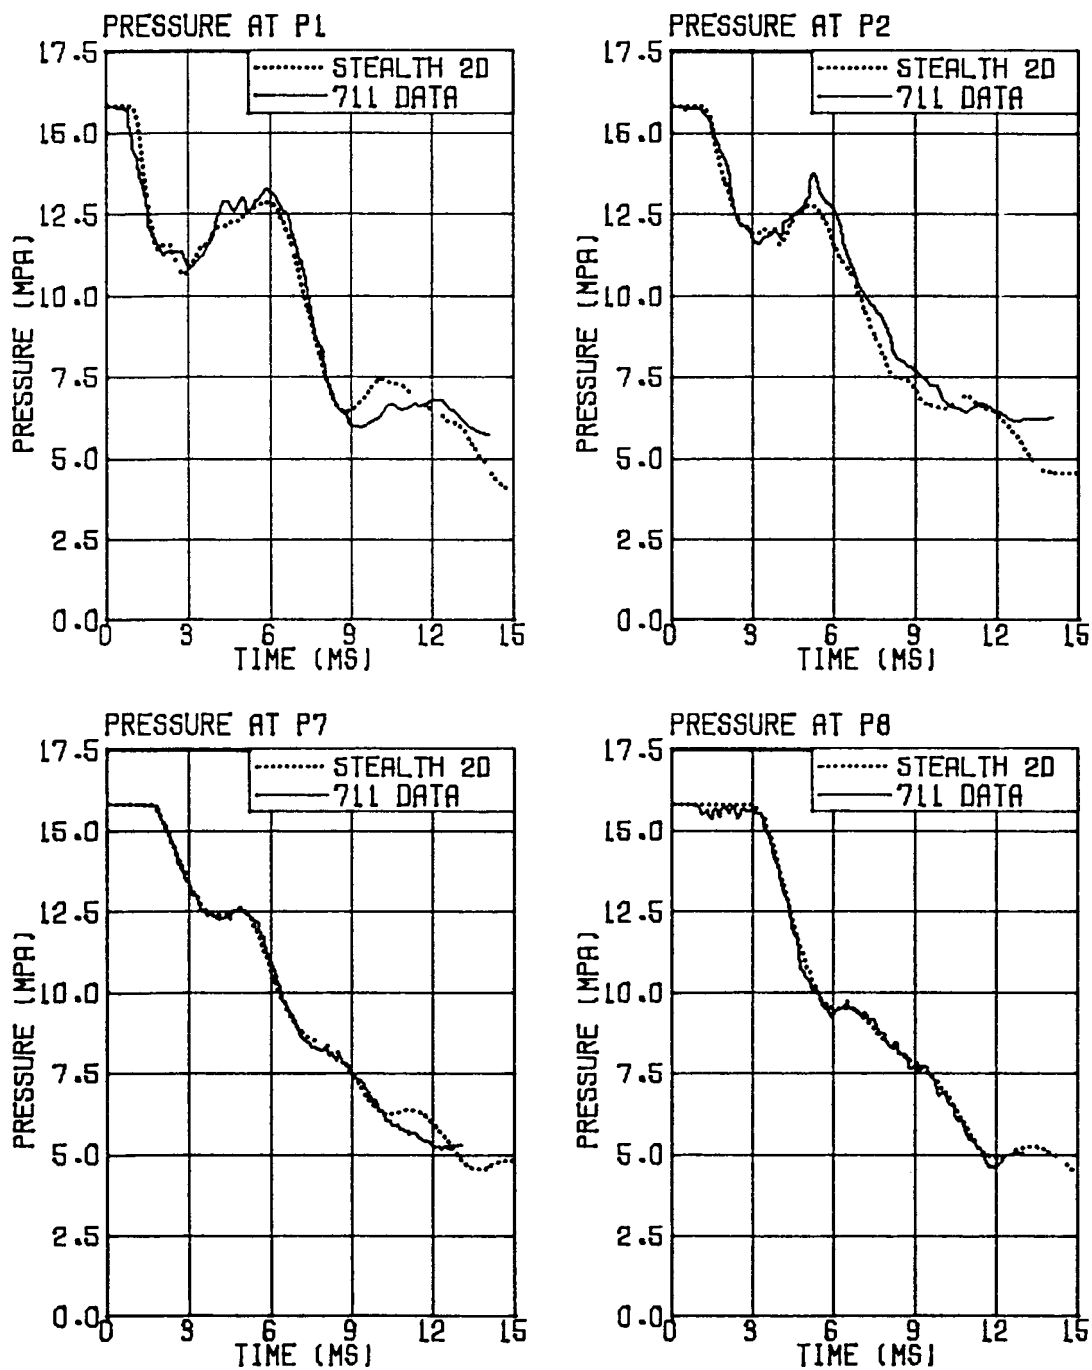 PRESSURE AT P1
STEALTH 2D
711 DATA
17.5
15.0
12.5
10.0
7.5
5.0
2.5
0.0
PRESSURE (MPA)
0 3 6 9 12 15
TIME (MS)
PRESSURE AT P2
STEALTH 2D
711 DATA
17.5
15.0
12.5
10.0
7.5
5.0
2.5
0.0
PRESSURE (MPA)
0 3 6 9 12 15
TIME (MS)
PRESSURE AT P7
STEALTH 2D
711 DATA
17.5
15.0
12.5
10.0
7.5
5.0
2.5
0.0
PRESSURE (MPA)
0 3 6 9 12 15
TIME (MS)
PRESSURE AT P8
STEALTH 2D
711 DATA
17.5
15.0
12.5
10.0
7.5
5.0
2.5
0.0
PRESSURE (MPA)
0 3 6 9 12 15
TIME (MS)